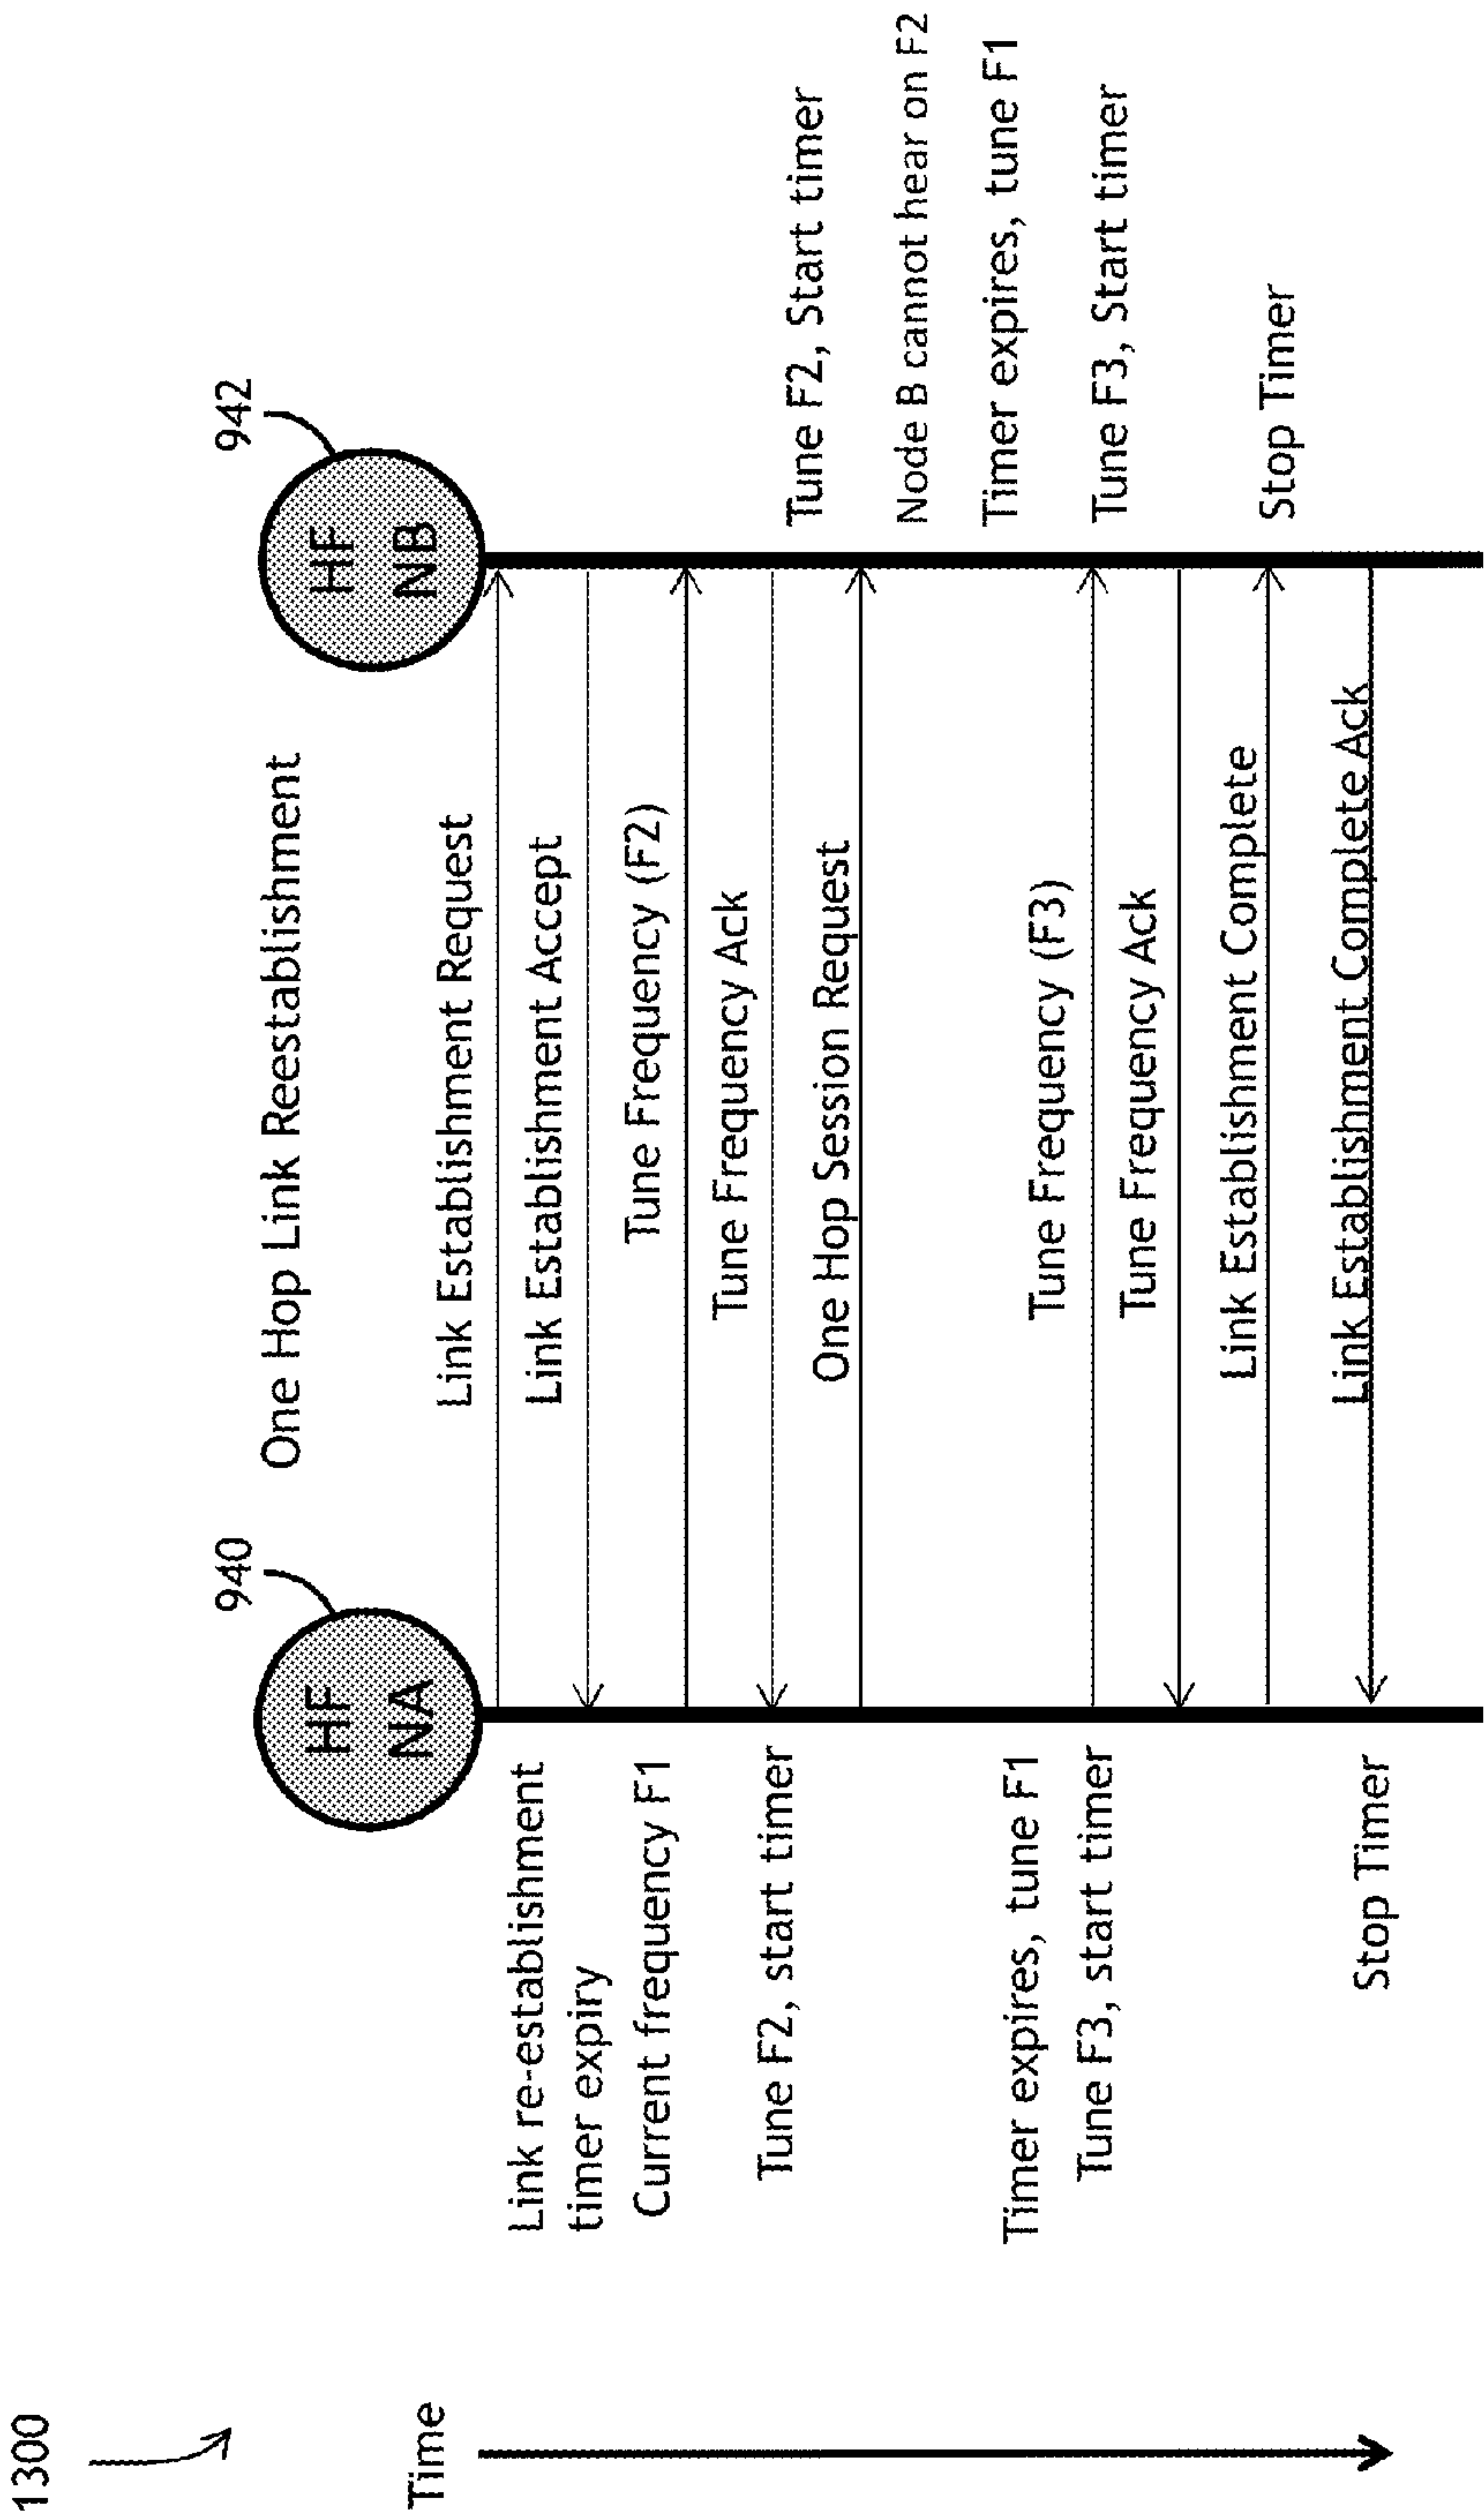 1300
940
942
HF
NA
One Hop Link Reestablishment
HF
NB
Time
Link Establishment Request
Link re-establishment
timer expiry
Link Establishment Accept
Current frequency F1
Tune Frequency (F2)
Tune Frequency Ack
Tune F2, start timer
Tune F2, Start timer
One Hop Session Request
Node B cannot hear on F2
Timer expires, tune F1
Timer expires, tune F1
Tune Frequency (F3)
Tune F3, start timer
Tune F3, Start timer
Tune Frequency Ack
Link Establishment Complete
Stop Timer
Link Establishment Complete Ack
Stop Timer